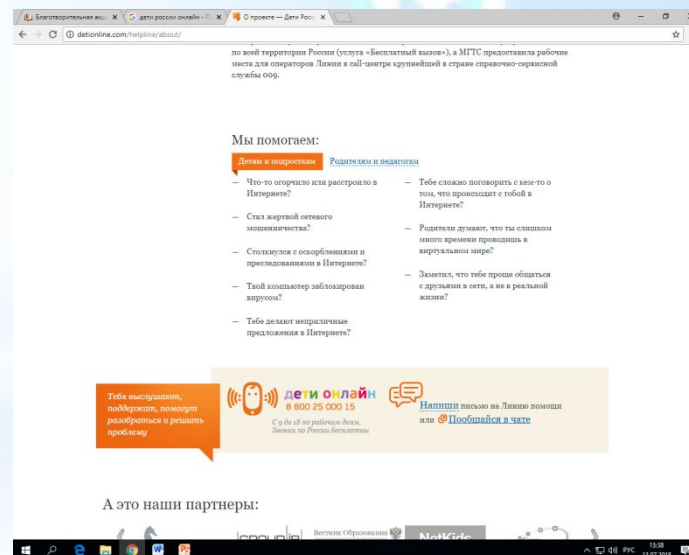 Благотворительная акц
дети россии онлайн - П
О проекте — Дети Росс
detionline.com/helpline/about/
по всей территории России (услуга «Бесплатный вызов»), а МГТС предоставила рабочие
места для операторов Линии в call-центре крупнейшей в стране справочно-сервисной
службы 009.
Мы помогаем:
Детям и подросткам
Родителям и педагогам
— Что-то огорчило или расстроило в
Интернете?
— Стал жертвой сетевого
мошенничества?
— Столкнулся с оскорблениями и
преследованиями в Интернете?
— Твой компьютер заблокирован
вирусом?
— Тебе делают неприличные
предложения в Интернете?
— Тебе сложно поговорить с кем-то о
том, что происходит с тобой в
Интернете?
— Родители думают, что ты слишком
много времени проводишь в
виртуальном мире?
— Заметил, что тебе проще общаться
с друзьями в сети, а не в реальной
жизни?
Тебя выслушают,
поддержат, помогут
разобраться и решить
проблему
дети онлайн
8 800 25 000 15
С 9 до 18 по рабочим дням.
Звонки по России бесплатны
Напиши письмо на Линию помощи
или Пообщайся в чате
А это наши партнеры:
Вестник Образования
NetKids
РУС
13:38
13.07.2018